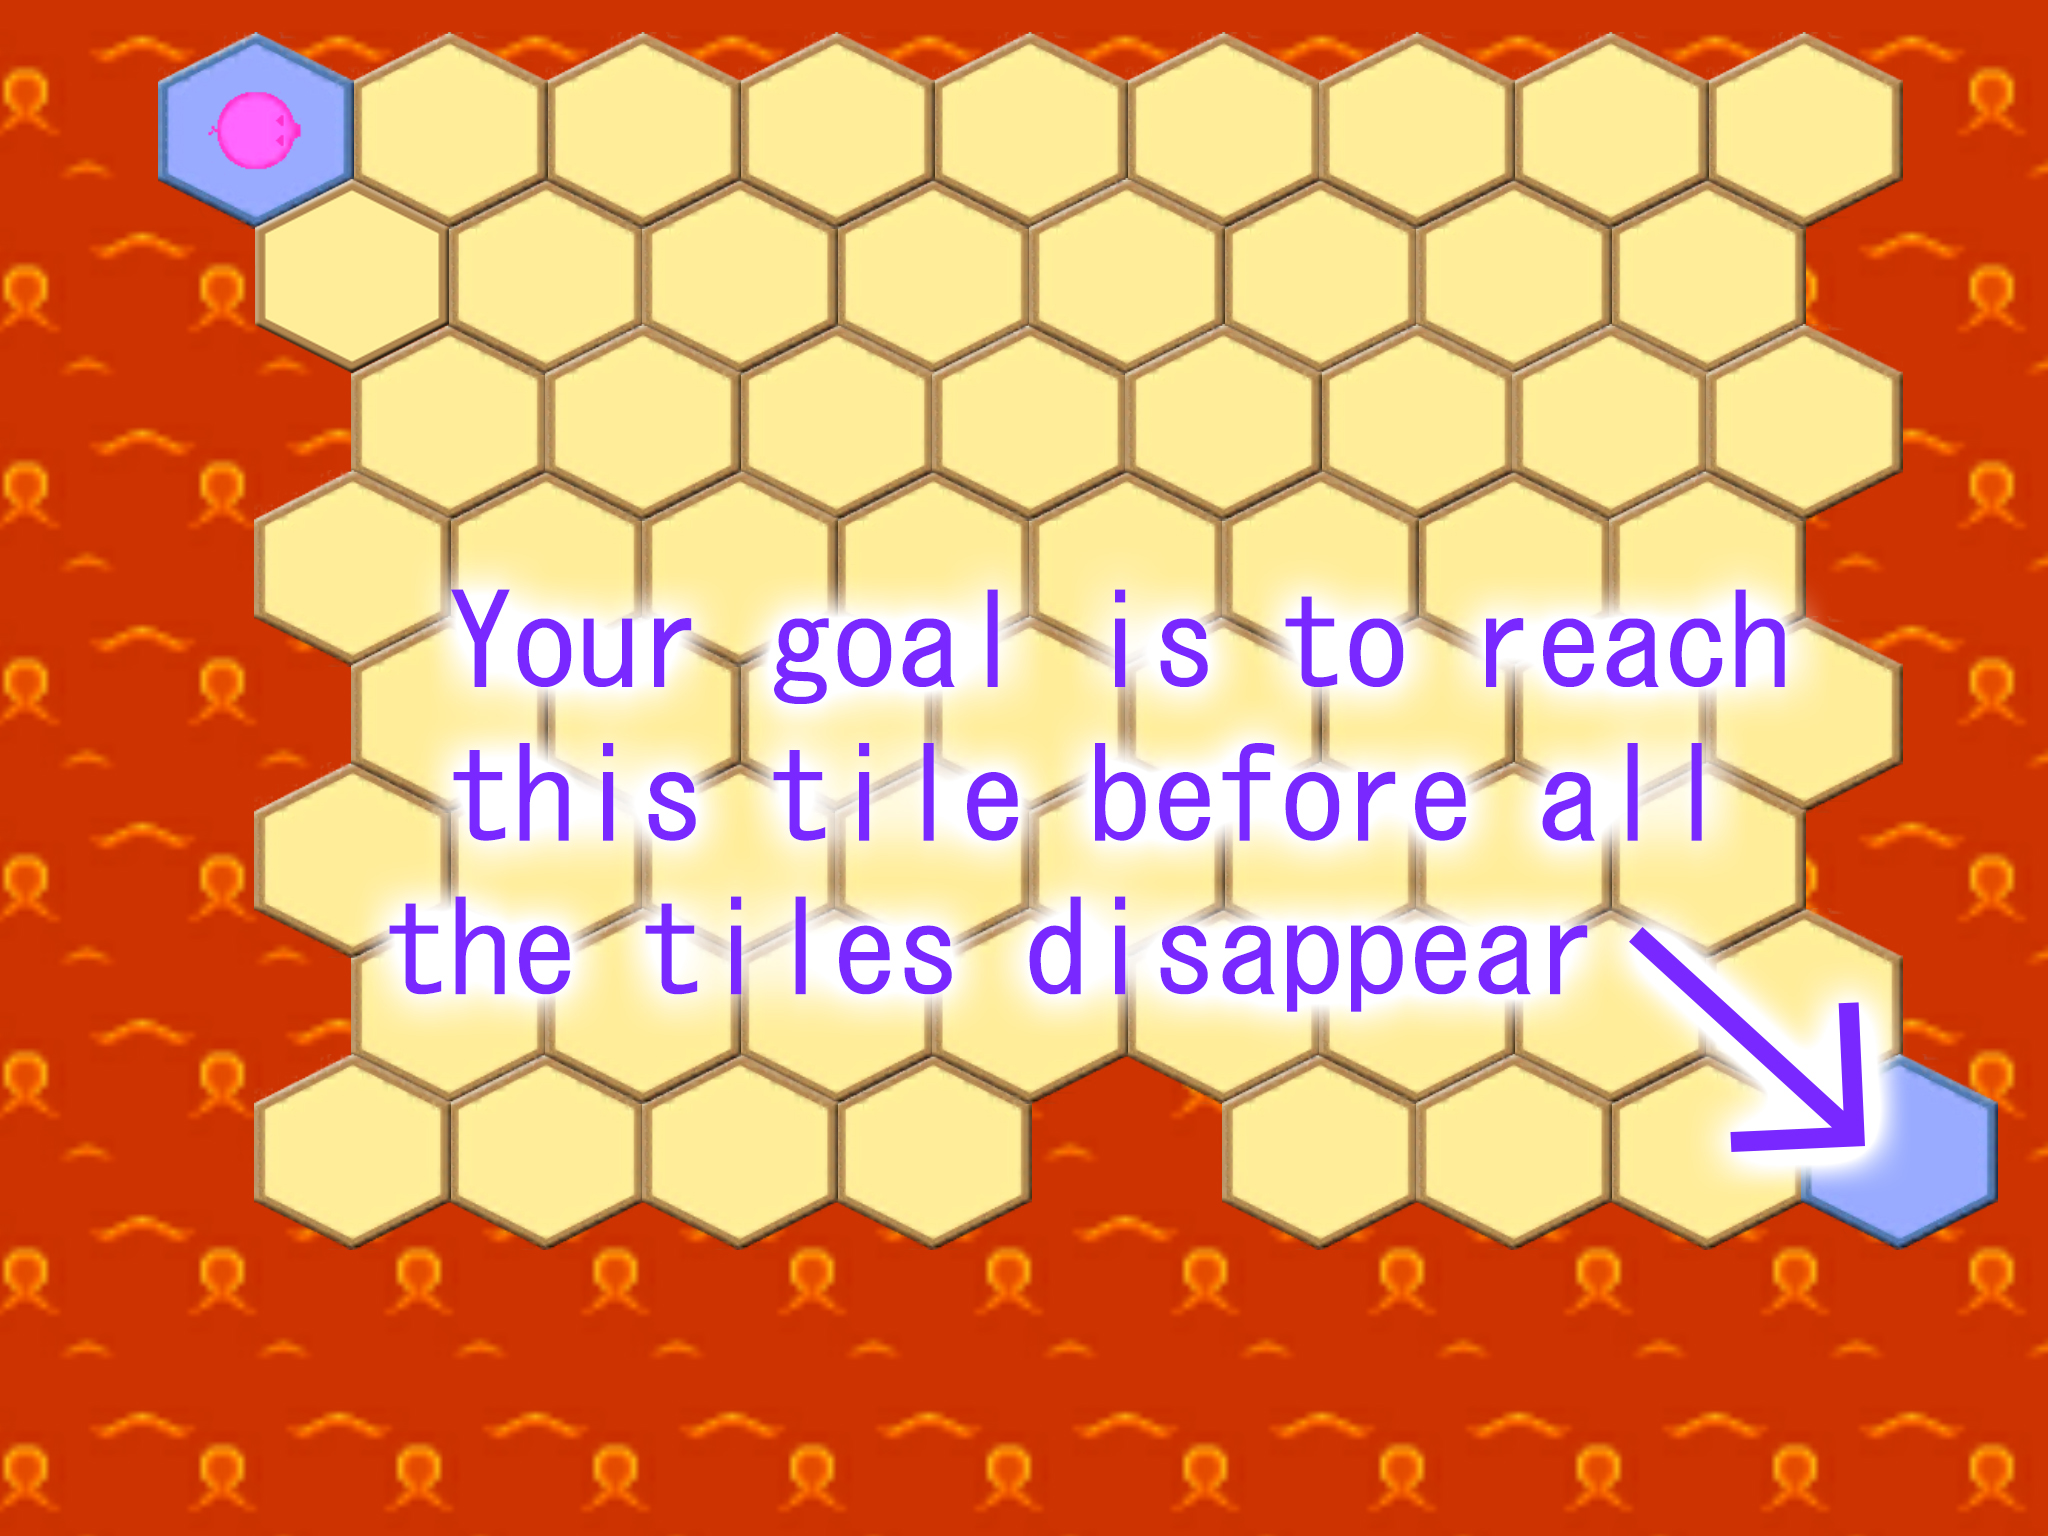 Your goal is to reach
this tile before all
the tiles disappear